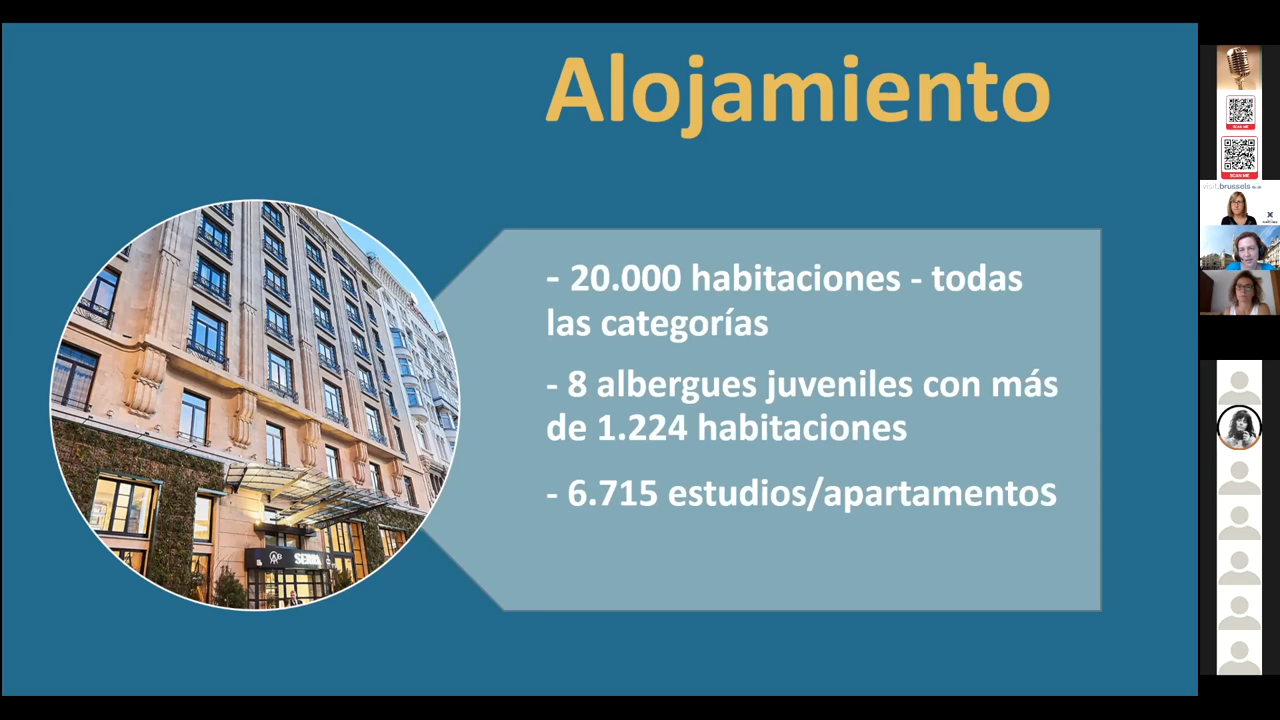 Alojamiento
- 20.000 habitaciones - todas
las categorías
- 8 albergues juveniles con más
de 1.224 habitaciones
- 6.715 estudios/apartamentos
SCAN ME
SCAN ME
visit.brussels